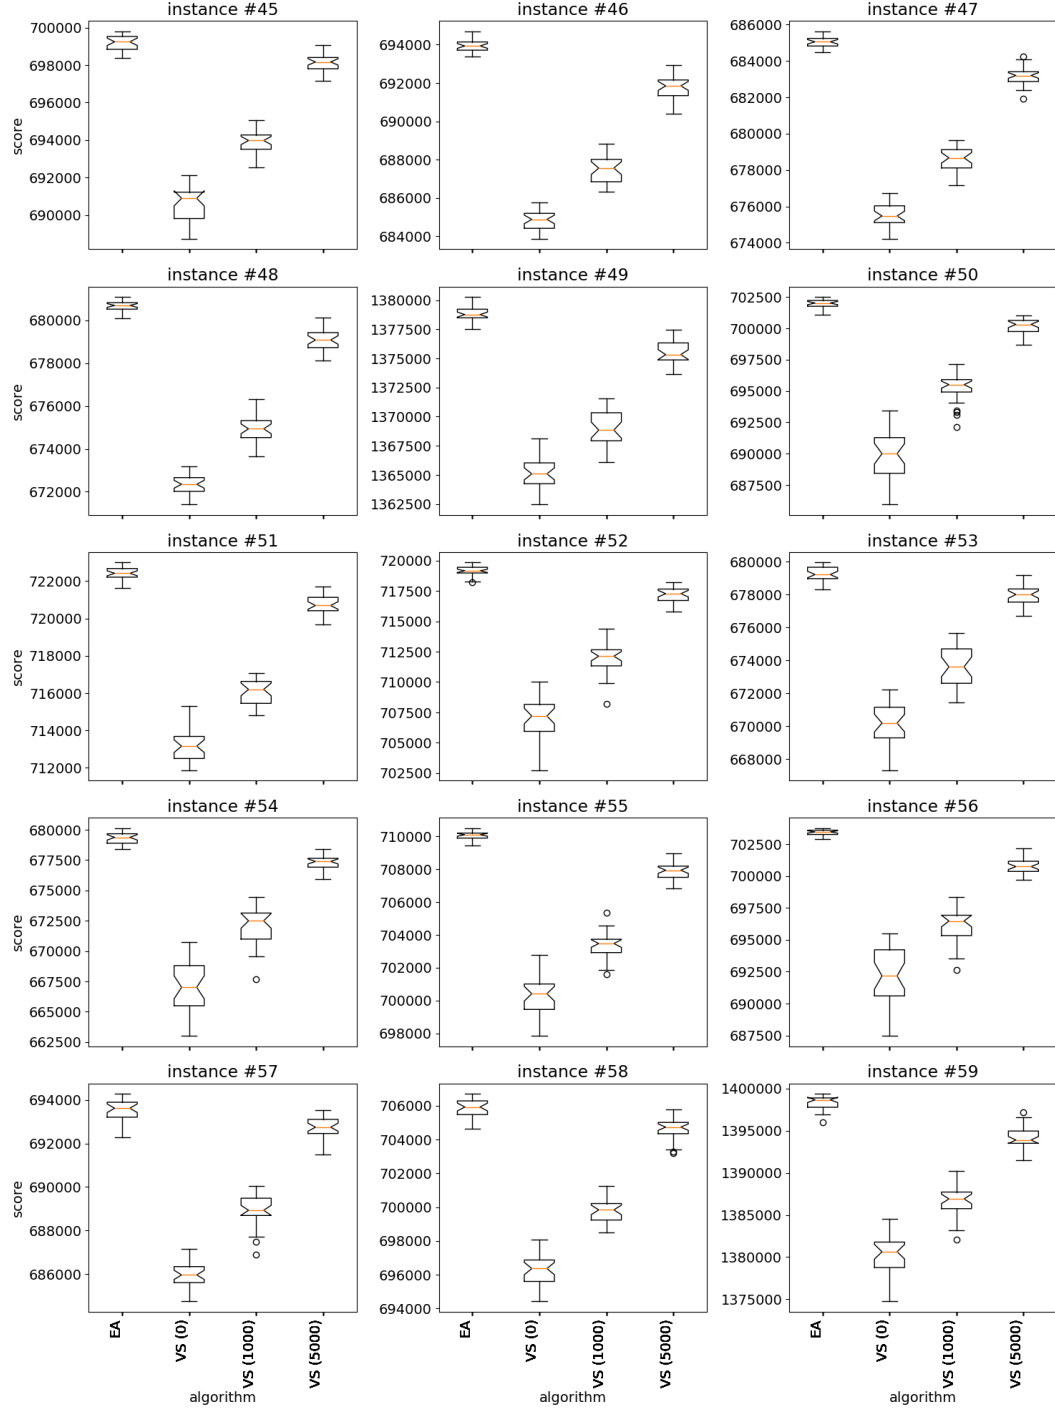 instance #45
instance #46
instance #47
700000
698000
696000
694000
692000
690000
score
694000
692000
690000
688000
686000
684000
686000
684000
682000
680000
678000
676000
674000
instance #48
instance #49
instance #50
680000
678000
676000
674000
672000
score
1380000
1377500
1375000
1372500
1370000
1367500
1365000
1362500
702500
700000
697500
695000
692500
690000
687500
instance #51
instance #52
instance #53
722000
720000
718000
716000
714000
712000
score
720000
717500
715000
712500
710000
707500
705000
702500
680000
678000
676000
674000
672000
670000
668000
instance #54
instance #55
instance #56
680000
677500
675000
672500
670000
667500
665000
662500
score
710000
708000
706000
704000
702000
700000
698000
702500
700000
697500
695000
692500
690000
687500
instance #57
instance #58
instance #59
694000
692000
690000
688000
686000
score
706000
704000
702000
700000
698000
696000
694000
1400000
1395000
1390000
1385000
1380000
1375000
EA
VS (0)
VS (1000)
VS (5000)
algorithm
EA
VS (0)
VS (1000)
VS (5000)
algorithm
EA
VS (0)
VS (1000)
VS (5000)
algorithm